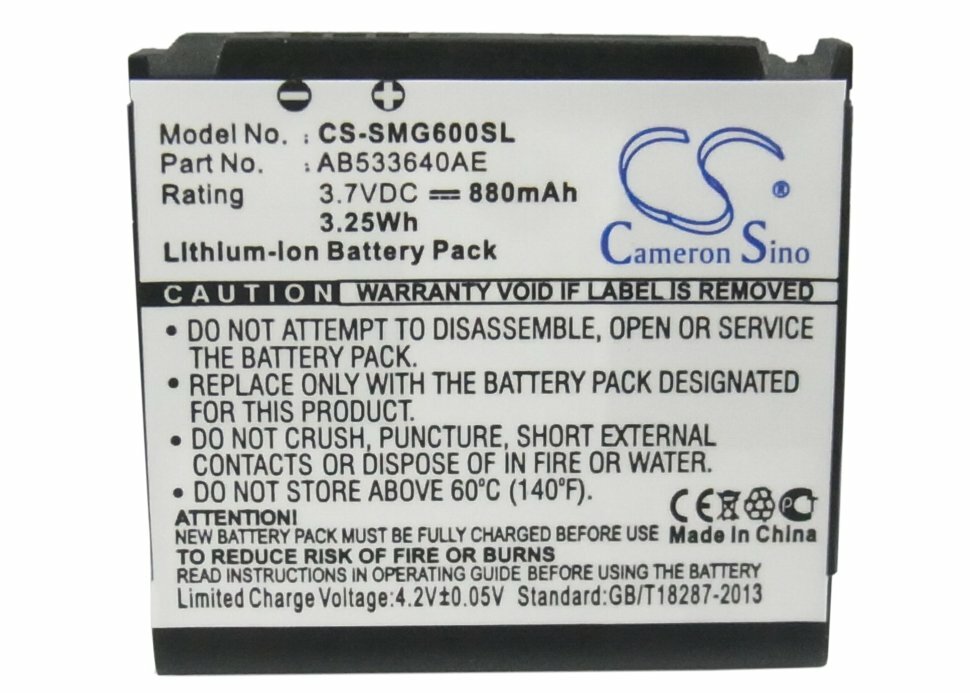 Model No. : CS-SMG600SL
Part No. : AB533640AE
Rating 3.7VDC 880mAh
3.25Wh
Lithium-Ion Battery Pack
CS ®
Cameron Sino
CAUTION WARRANTY VOID IF LABEL IS REMOVED
• DO NOT ATTEMPT TO DISASSEMBLE, OPEN OR SERVICE
THE BATTERY PACK.
• REPLACE ONLY WITH THE BATTERY PACK DESIGNATED
FOR THIS PRODUCT.
• DO NOT CRUSH, PUNCTURE, SHORT EXTERNAL
CONTACTS OR DISPOSE OF IN FIRE OR WATER.
• DO NOT STORE ABOVE 60°C (140°F).
CE
ATTENTION!
NEW BATTERY PACK MUST BE FULLY CHARGED BEFORE USE Made in China
TO REDUCE RISK OF FIRE OR BURNS
READ INSTRUCTIONS IN OPERATING GUIDE BEFORE USING THE BATTERY
Limited Charge Voltage:4.2V±0.05V Standard:GB/T18287-2013